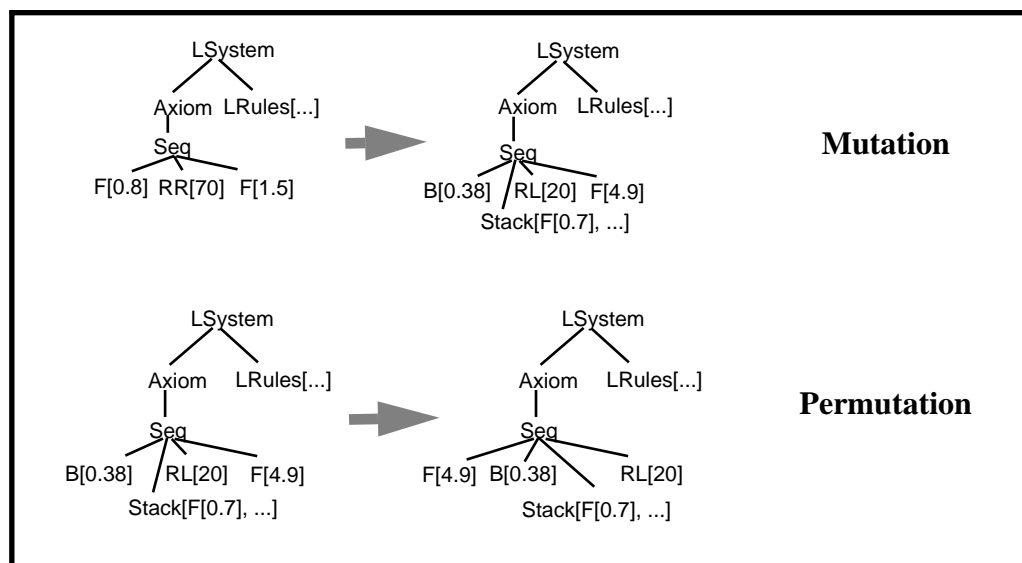 LSystem
Axiom LRules[...]
Seq
F[0.8] RR[70] F[1.5]
LSystem
Axiom LRules[...]
Seq
B[0.38] RL[20] F[4.9]
Stack[F[0.7], ...]
Mutation
LSystem
Axiom LRules[...]
Seq
B[0.38] RL[20] F[4.9]
Stack[F[0.7], ...]
LSystem
Axiom LRules[...]
Seq
F[4.9] B[0.38] RL[20]
Stack[F[0.7], ...]
Permutation